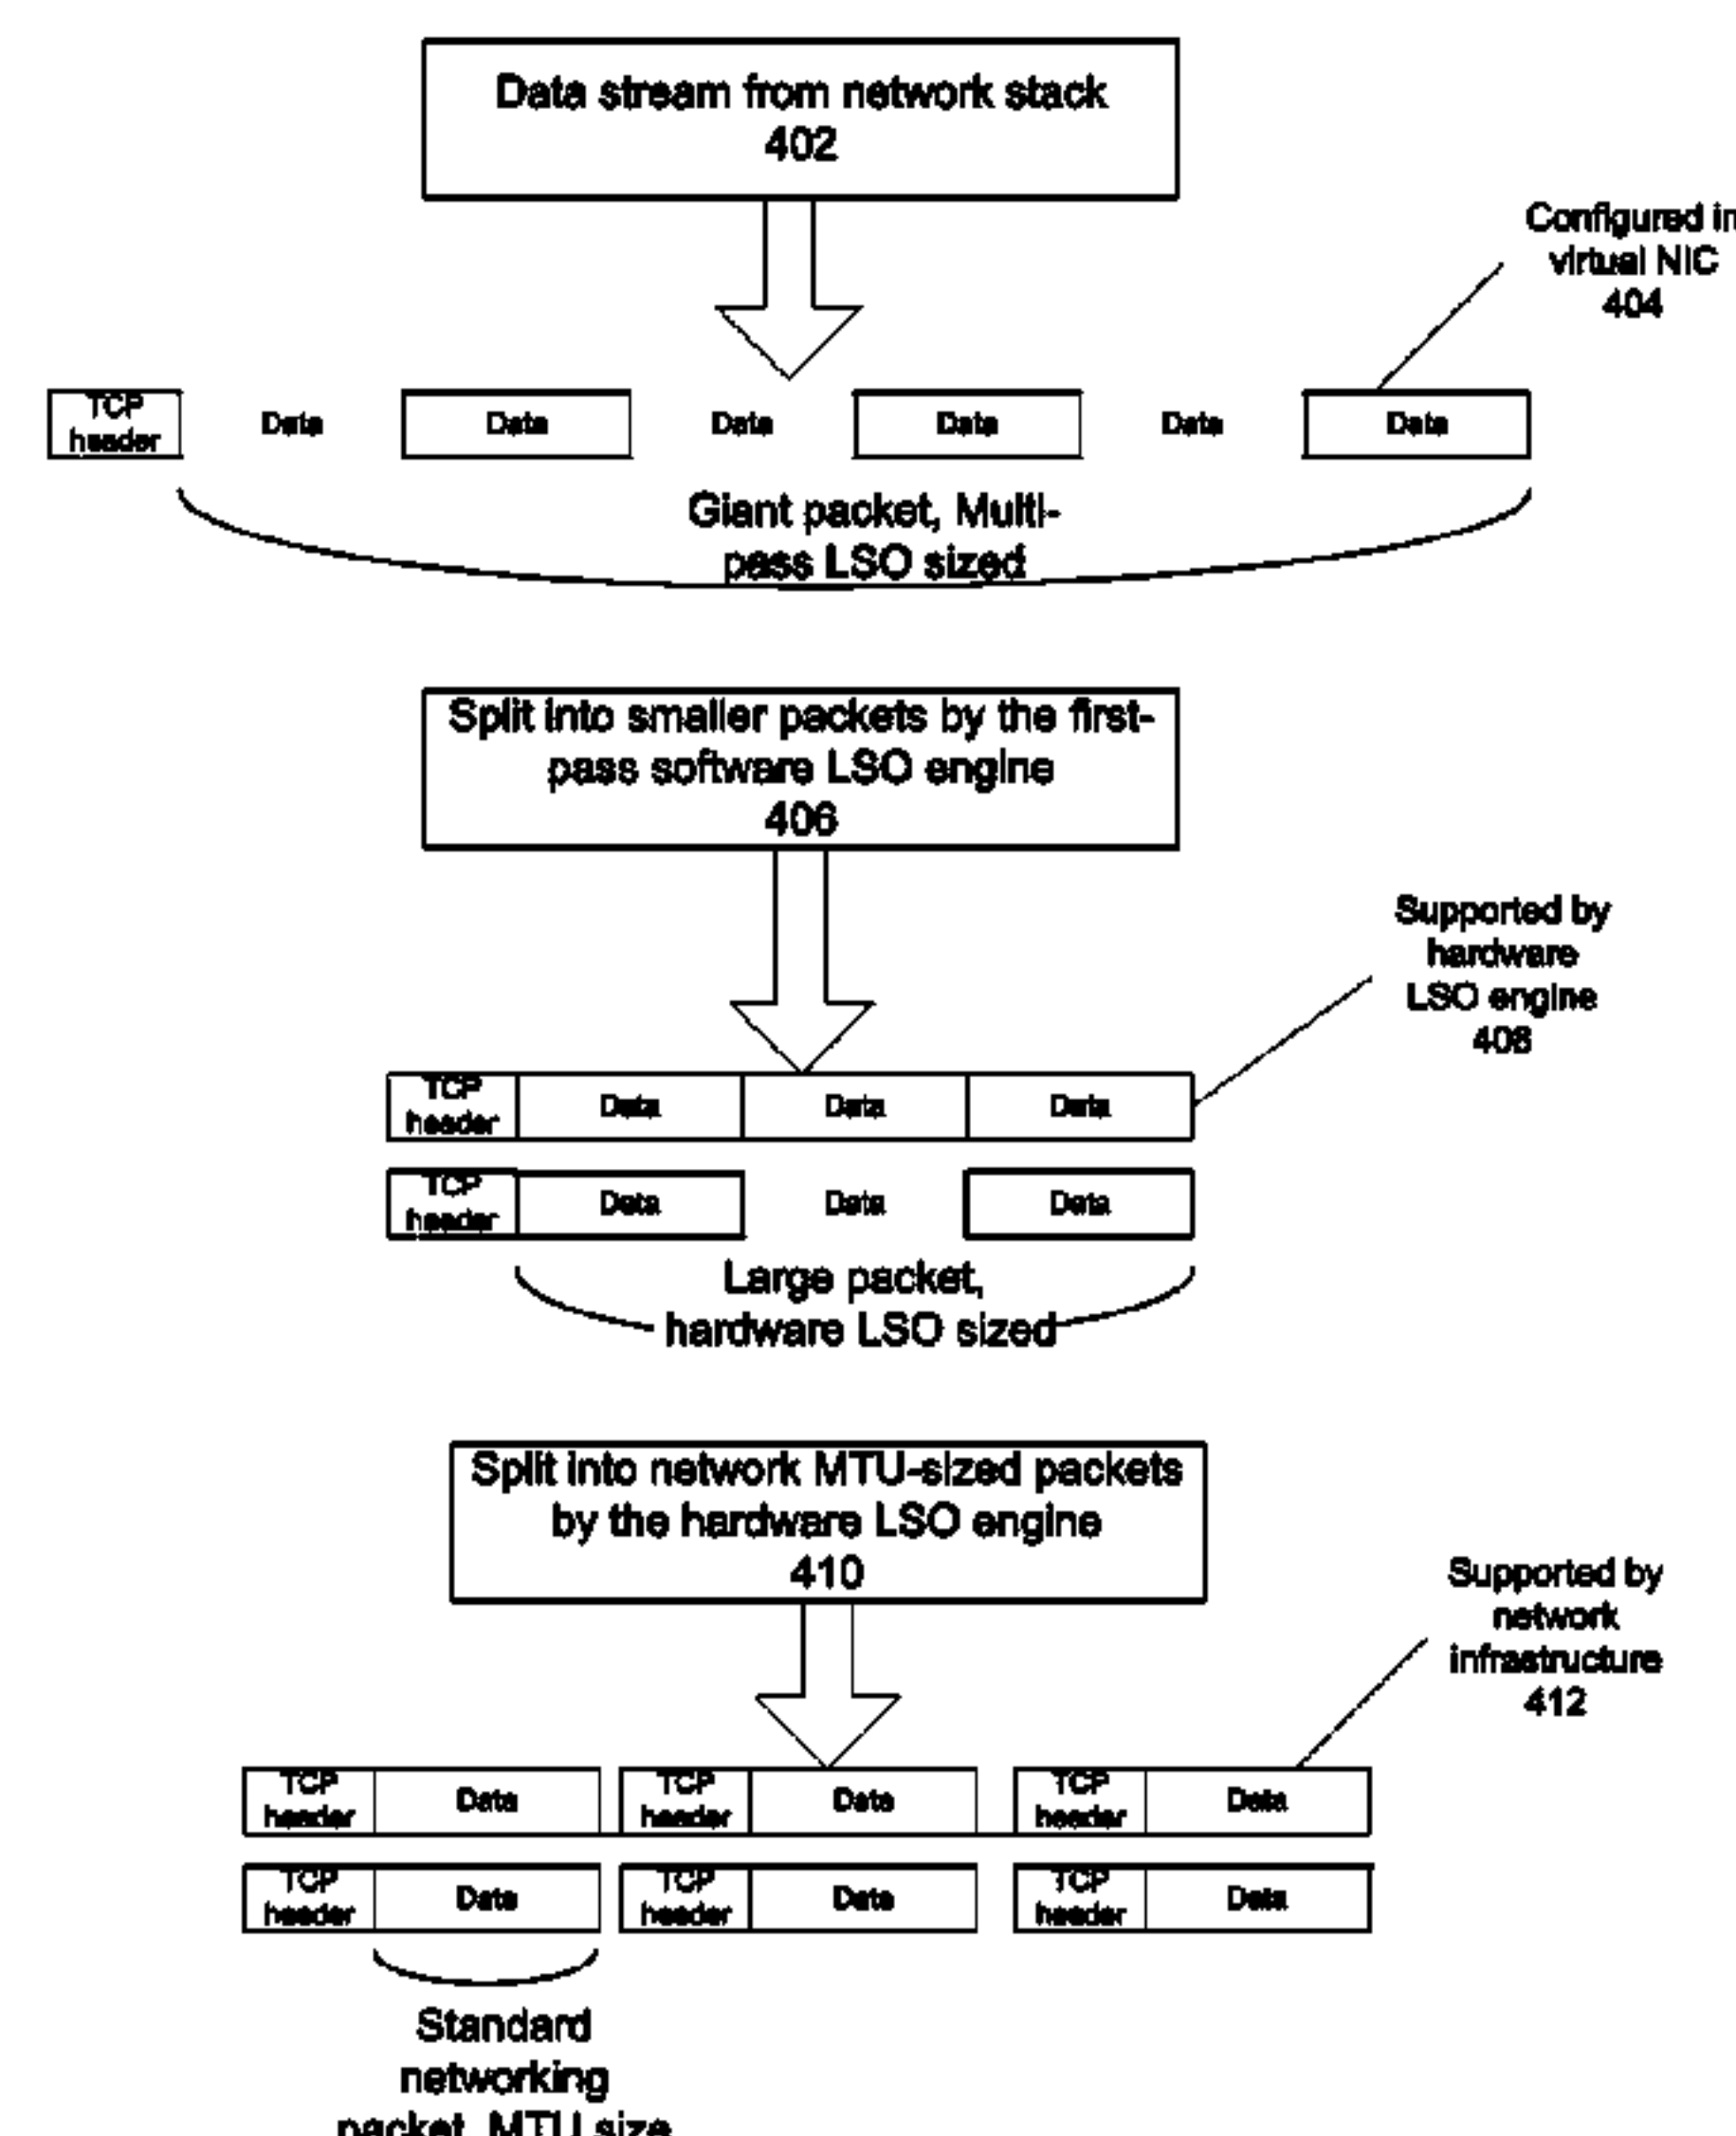 Data stream from network stack
402
Configured in
virtual NIC
404
TCP
header
Data
Data
Data
Data
Data
Data
Giant packet, Multi-
pass LSO sized
Split into smaller packets by the first-
pass software LSO engine
406
Supported by
hardware
LSO engine
408
TCP
header
Data
Data
Data
TCP
header
Data
Data
Data
Large packet,
hardware LSO sized
Split into network MTU-sized packets
by the hardware LSO engine
410
Supported by
network
infrastructure
412
TCP
header
Data
TCP
header
Data
TCP
header
Data
TCP
header
Data
TCP
header
Data
TCP
header
Data
Standard
networking
packet, MTU size